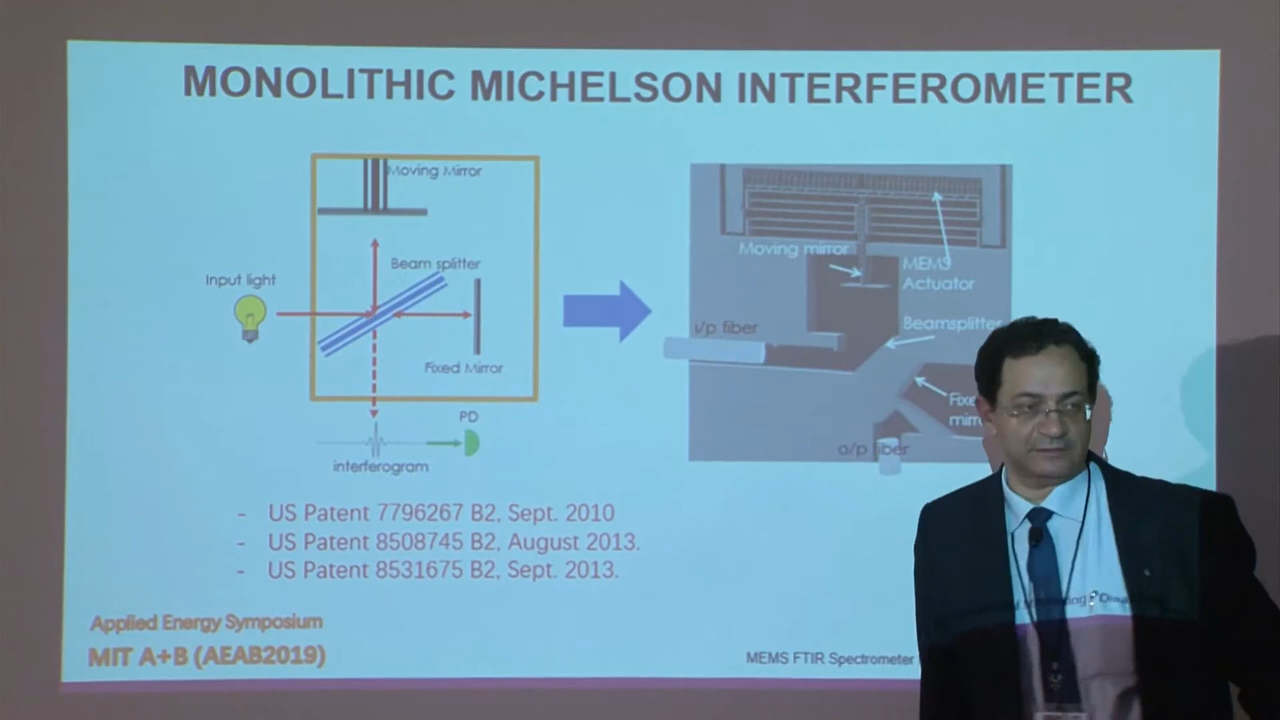 MONOLITHIC MICHELSON INTERFEROMETER
Moving Mirror
Beam splitter
Input light
Fixed Mirror
PD
interferogram
Moving mirror
MEMS
Actuator
Beamsplitter
i/p fiber
o/p fiber
- US Patent 7796267 B2, Sept. 2010
- US Patent 8508745 B2, August 2013.
- US Patent 8531675 B2, Sept. 2013.
Applied Energy Symposium
MIT A+B (AEAB2019)
MEMS FTIR Spectrometer